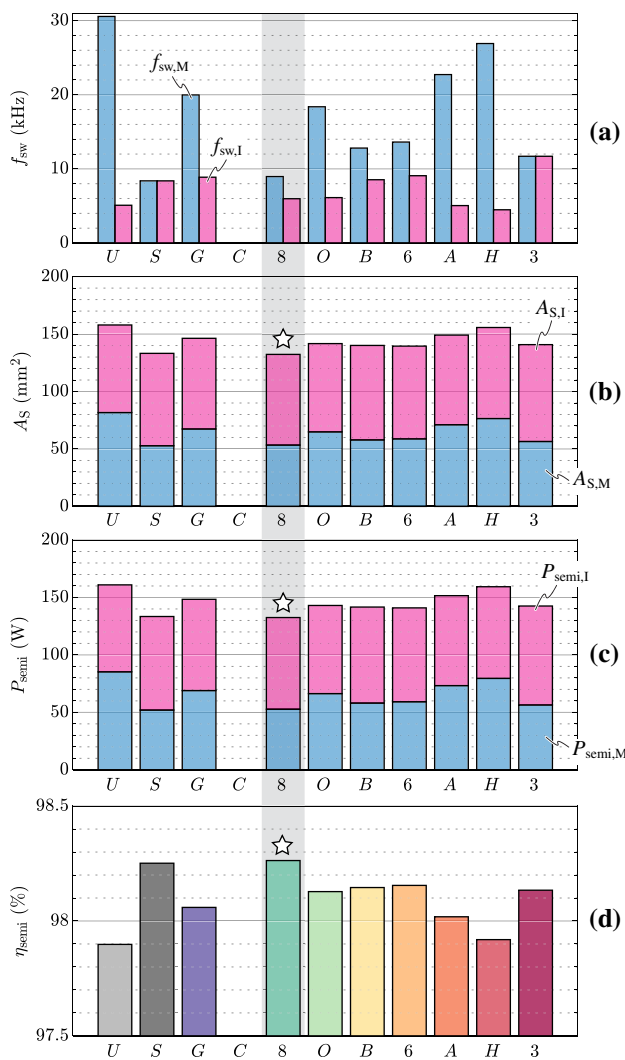 30
20
10
0
f_sw (kHz)
f_sw,M
f_sw,I
(a)
U S G C 8 O B 6 A H 3
200
150
100
50
0
A_S (mm²)
A_S,I
A_S,M
(b)
U S G C 8 O B 6 A H 3
200
150
100
50
0
P_semi (W)
P_semi,I
P_semi,M
(c)
U S G C 8 O B 6 A H 3
98.5
98
97.5
η_semi (%)
(d)
U S G C 8 O B 6 A H 3